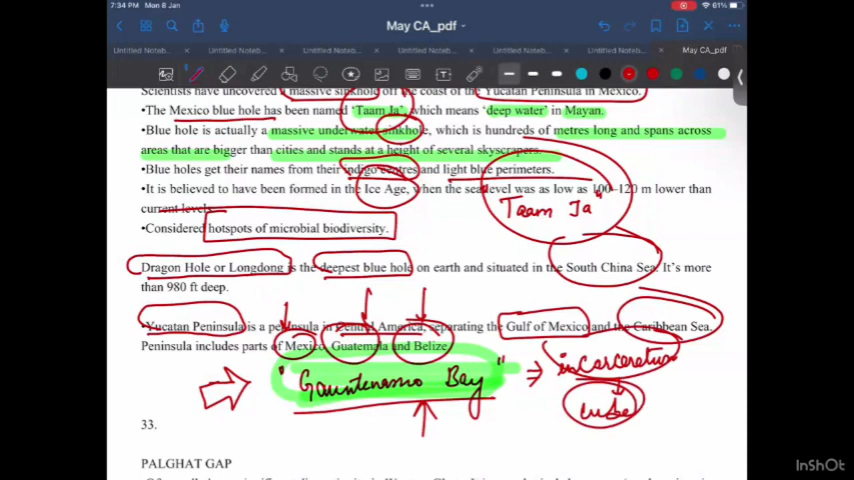 7:34 PM Mon 8 Jan
61%
May CA_pdf
Untitled Noteb... Untitled Noteb... Untitled Noteb... Untitled Noteb... Untitled Noteb... Untitled Noteb... May CA_pdf
Scientists have uncovered a massive sinkhole off the coast of the Yucatan Peninsula in Mexico.
•The Mexico blue hole has been named 'Taam Ja', which means 'deep water' in Mayan.
•Blue hole is actually a massive underwater sinkhole, which is hundreds of metres long and spans across
areas that are bigger than cities and stands at a height of several skyscrapers.
•Blue holes get their names from their indigo centres and light blue perimeters.
•It is believed to have been formed in the Ice Age, when the sea level was as low as 100–120 m lower than
current levels.
Taam Ja"
•Considered hotspots of microbial biodiversity.
Dragon Hole or Longdong is the deepest blue hole on earth and situated in the South China Sea. It's more
than 980 ft deep.
•Yucatan Peninsula is a peninsula in Central America, separating the Gulf of Mexico and the Caribbean Sea.
Peninsula includes parts of Mexico, Guatemala and Belize.
"Gauntenamo Bay" ⇒ incarceration
33.
PALGHAT GAP
InShOt